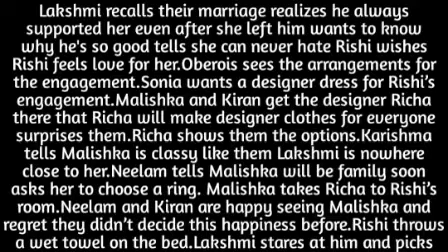 Lakshmi recalls their marriage realizes he always
supported her even after she left him wants to know
why he's so good tells she can never hate Rishi wishes
Rishi feels love for her.Oberois sees the arrangements for
the engagement.Sonia wants a designer dress for Rishi's
engagement.Malishka and Kiran get the designer Richa
there that Richa will make designer clothes for everyone
surprises them.Richa shows them the options.Karishma
tells Malishka is classy like them Lakshmi is nowhere
close to her.Neelam tells Malishka will be family soon
asks her to choose a ring. Malishka takes Richa to Rishi's
room.Neelam and Kiran are happy seeing Malishka and
regret they didn't decide this happiness before.Rishi throws
a wet towel on the bed.Lakshmi stares at him and picks